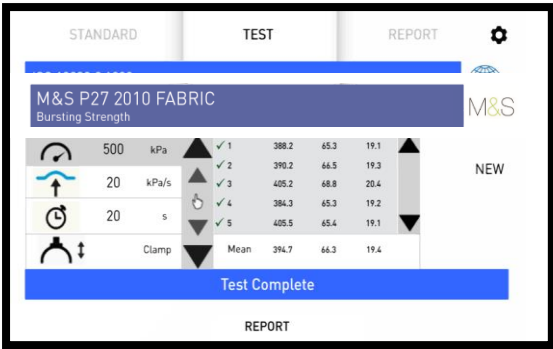 STANDARD TEST REPORT
M&S P27 2010 FABRIC
Bursting Strength
M&S
500 kPa ✓ 1 388.2 65.3 19.1
✓ 2 390.2 66.5 19.3
NEW
20 kPa/s ✓ 3 405.2 68.8 20.4
✓ 4 384.3 65.3 19.2
20 s ✓ 5 405.5 65.4 19.1
Clamp Mean 394.7 66.3 19.4
Test Complete
REPORT